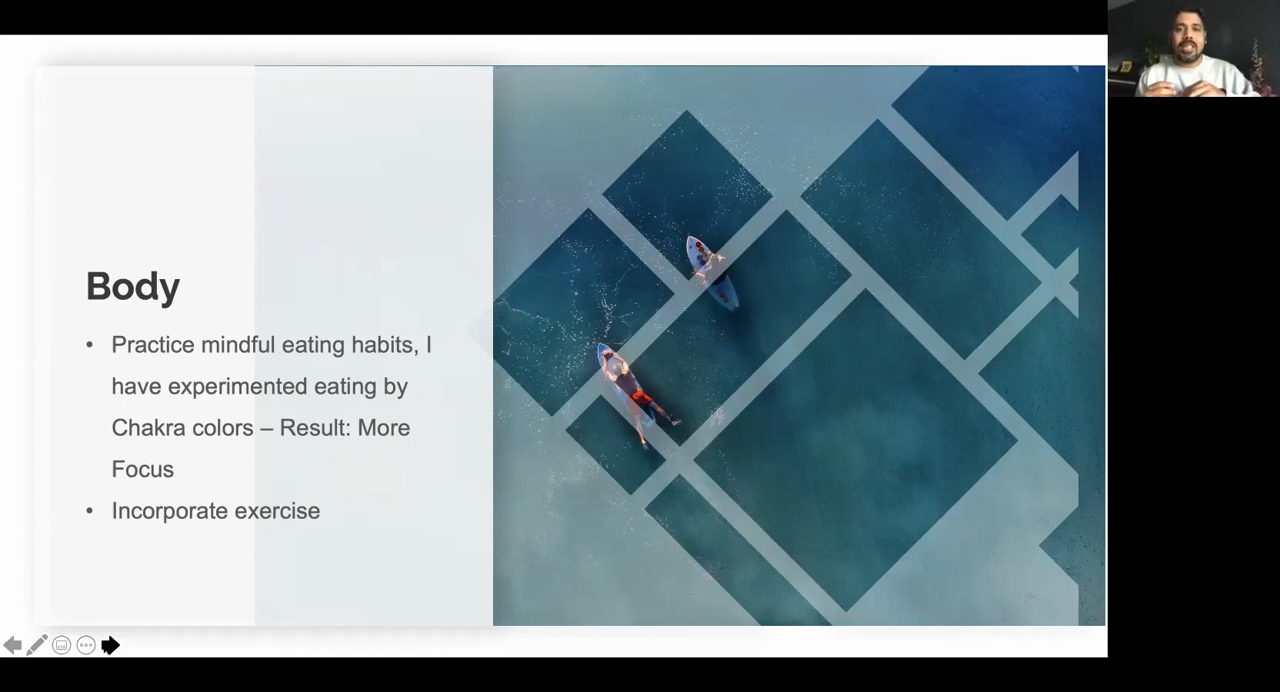 Body
• Practice mindful eating habits, I
have experimented eating by
Chakra colors – Result: More
Focus
• Incorporate exercise